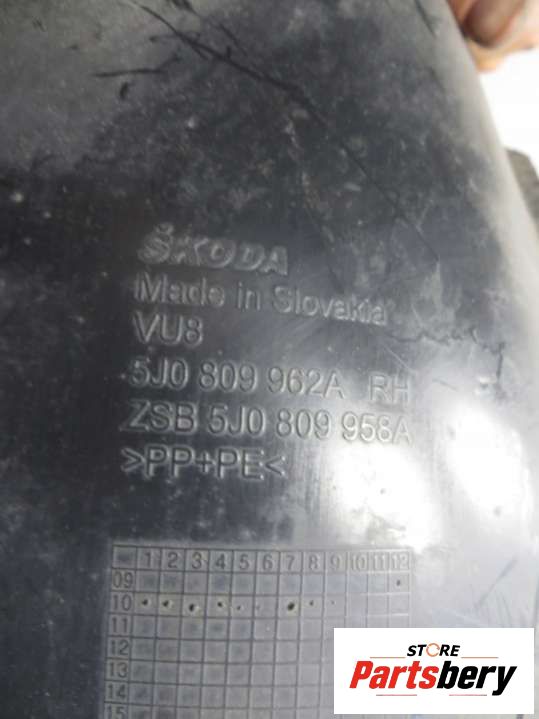 ŠKODA
Made in Slovakia
VU8
5J0 809 962A RH
ZSB 5J0 809 958A
>PP+PE<
1 2 3 4 5 6 7 8 9 10 11 12
09
10
11
12
13
14
15
STORE
Partsbery